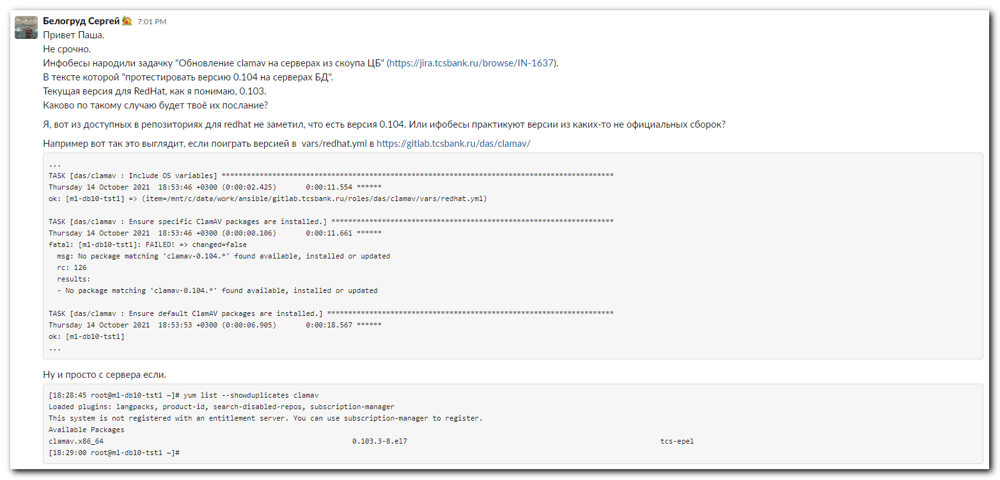 Белогруд Сергей 7:01 PM
Привет Паша.
Не срочно.
Инфобесы народили задачку "Обновление clamav на серверах из скоупа ЦБ" (https://jira.tcsbank.ru/browse/IN-1637).
В тексте которой "протестировать версию 0.104 на серверах БД".
Текущая версия для RedHat, как я понимаю, 0.103.
Каково по такому случаю будет твоё их послание?
Я, вот из доступных в репозиториях для redhat не заметил, что есть версия 0.104. Или ифобесы практикуют версии из каких-то не официальных сборок?
Например вот так это выглядит, если поиграть версией в  vars/redhat.yml в https://gitlab.tcsbank.ru/das/clamav/
...
TASK [das/clamav : Include OS variables] *********************************************************************************************
Thursday 14 October 2021  18:53:46 +0300 (0:00:02.425)       0:00:11.554 ******
ok: [m1-db10-tst1] => (item=/mnt/c/data/work/ansible/gitlab.tcsbank.ru/roles/das/clamav/vars/redhat.yml)
TASK [das/clamav : Ensure specific ClamAV packages are installed.] *******************************************************************
Thursday 14 October 2021  18:53:46 +0300 (0:00:00.106)       0:00:11.661 ******
fatal: [m1-db10-tst1]: FAILED! => changed=false
  msg: No package matching 'clamav-0.104.*' found available, installed or updated
  rc: 126
  results:
  - No package matching 'clamav-0.104.*' found available, installed or updated
TASK [das/clamav : Ensure default ClamAV packages are installed.] ********************************************************************
Thursday 14 October 2021  18:53:53 +0300 (0:00:06.905)       0:00:18.567 ******
ok: [m1-db10-tst1]
...
Ну и просто с сервера если.
[18:28:45 root@m1-db10-tst1 ~]# yum list --showduplicates clamav
Loaded plugins: langpacks, product-id, search-disabled-repos, subscription-manager
This system is not registered with an entitlement server. You can use subscription-manager to register.
Available Packages
clamav.x86_64 0.103.3-8.el7 tcs-epel
[18:29:00 root@m1-db10-tst1 ~]#